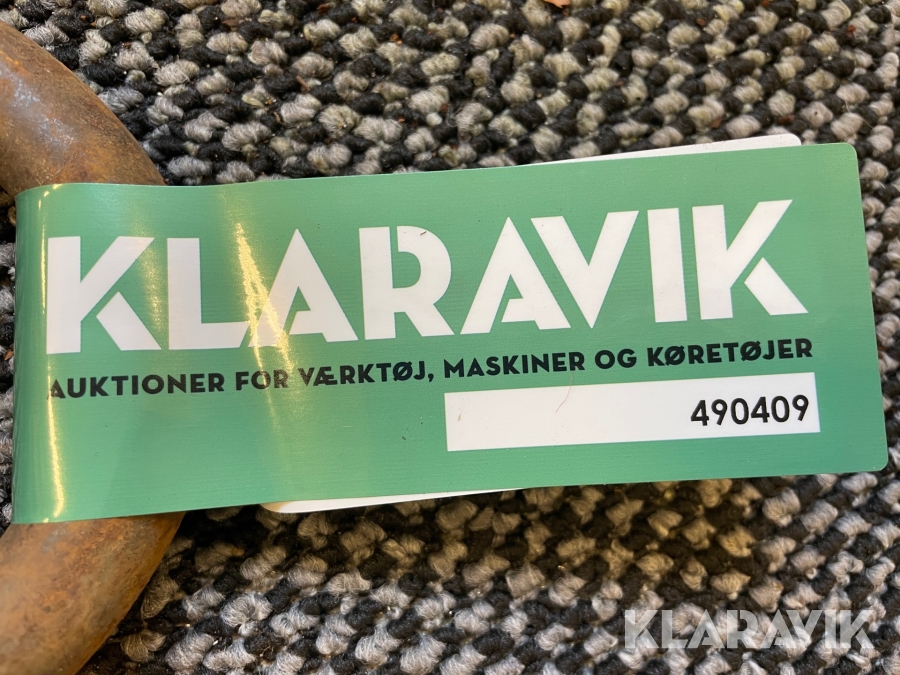 KLARAVIK
AUKTIONER FOR VÆRKTØJ, MASKINER OG KØRETØJER
490409
KLARAVIK